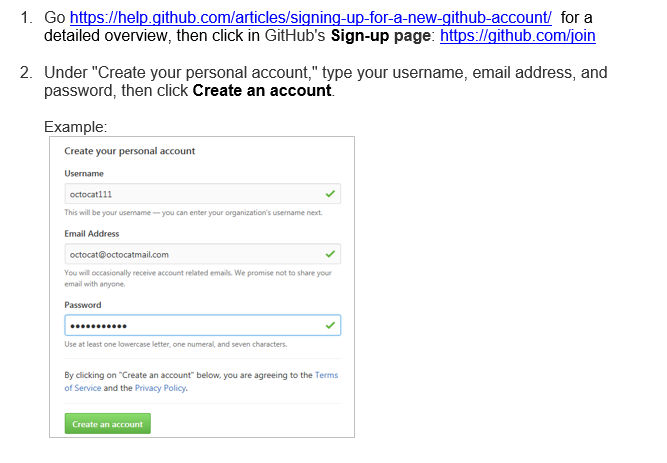 1. Go https://help.github.com/articles/signing-up-for-a-new-github-account/ for a
detailed overview, then click in GitHub's Sign-up page: https://github.com/join
2. Under "Create your personal account," type your username, email address, and
password, then click Create an account.
Example:
Create your personal account
Username
octocat111
This will be your username — you can enter your organization's username next.
Email Address
octocat@octocatmail.com
You will occasionally receive account related emails. We promise not to share your
email with anyone.
Password
•••••••••••
Use at least one lowercase letter, one numeral, and seven characters.
By clicking on "Create an account" below, you are agreeing to the Terms
of Service and the Privacy Policy.
Create an account